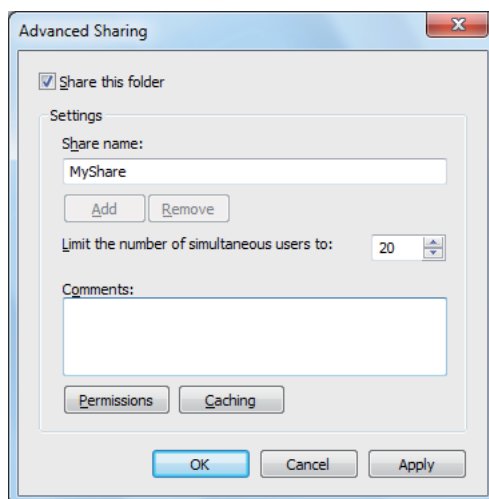 Advanced Sharing
Share this folder
Settings
Share name:
MyShare
Add Remove
Limit the number of simultaneous users to: 20
Comments:
Permissions Caching
OK Cancel Apply